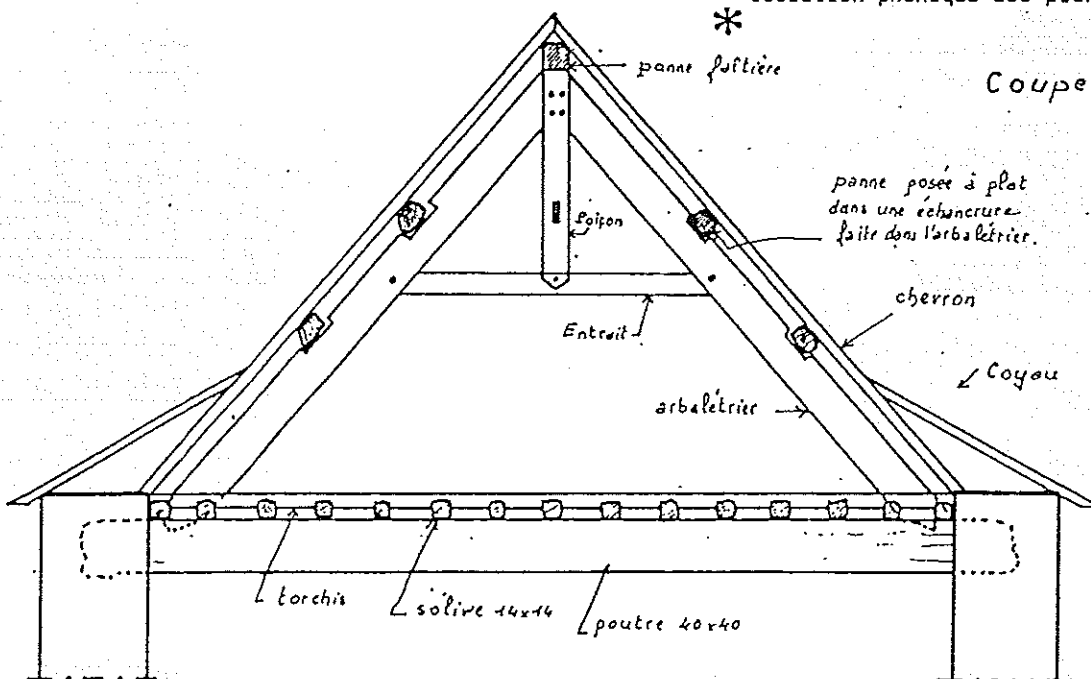 *
panne faîtière
Coupe
panne posée à plat
dans une échancrure
faite dans l'arbalétrier.
poiçon
chevron
Entrait
Coyau
arbalétrier
torchis
solive 14x14
poutre 40x40